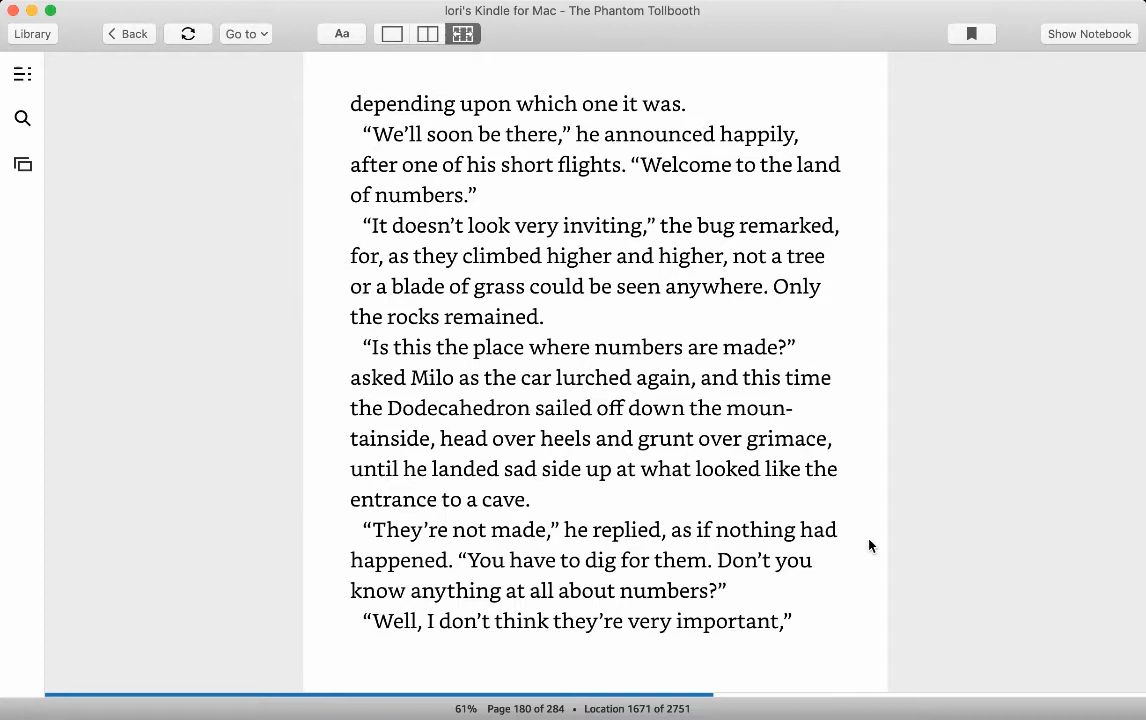 lori's Kindle for Mac - The Phantom Tollbooth
Library
Back
Go to
Aa
Show Notebook
depending upon which one it was.
“We’ll soon be there,” he announced happily,
after one of his short flights. “Welcome to the land
of numbers.”
“It doesn’t look very inviting,” the bug remarked,
for, as they climbed higher and higher, not a tree
or a blade of grass could be seen anywhere. Only
the rocks remained.
“Is this the place where numbers are made?”
asked Milo as the car lurched again, and this time
the Dodecahedron sailed off down the moun-
tainside, head over heels and grunt over grimace,
until he landed sad side up at what looked like the
entrance to a cave.
“They’re not made,” he replied, as if nothing had
happened. “You have to dig for them. Don’t you
know anything at all about numbers?”
“Well, I don’t think they’re very important,”
61% Page 180 of 284 • Location 1671 of 2751